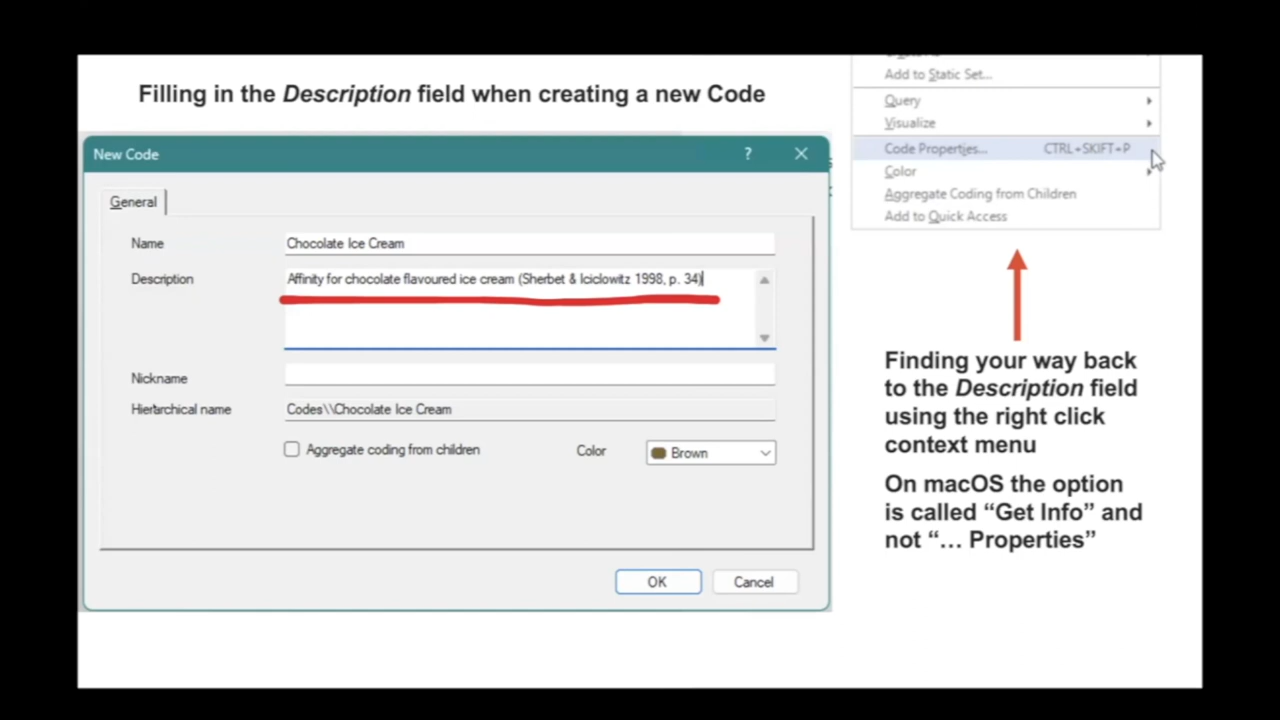 Filling in the Description field when creating a new Code
New Code
?
General
Name
Chocolate Ice Cream
Description
Affinity for chocolate flavoured ice cream (Sherbet & Iciclowitz 1998, p. 34)
Nickname
Hierarchical name
Codes\\Chocolate Ice Cream
Aggregate coding from children
Color
Brown
OK
Cancel
Add to Static Set...
Query
Visualize
Code Properties...
CTRL+SKIFT+P
Color
Aggregate Coding from Children
Add to Quick Access
Finding your way back
to the Description field
using the right click
context menu
On macOS the option
is called “Get Info” and
not “… Properties”